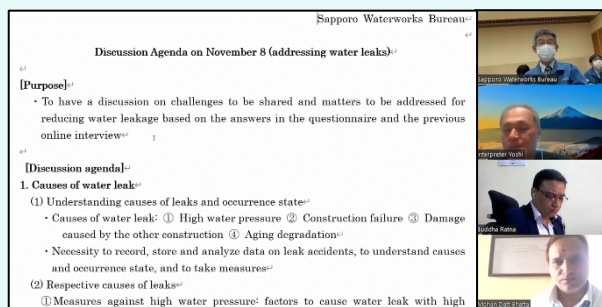 Sapporo Waterworks Bureau
Discussion Agenda on November 8 (addressing water leaks)
[Purpose]
・To have a discussion on challenges to be shared and matters to be addressed for
reducing water leakage based on the answers in the questionnaire and the previous
online interview
[Discussion agenda]
1. Causes of water leak
(1) Understanding causes of leaks and occurrence state
・Causes of water leak: ① High water pressure ② Construction failure ③ Damage
caused by the other construction ④ Aging degradation
・Necessity to record, store and analyze data on leak accidents, to understand causes
and occurrence state, and to take measures
(2) Respective causes of leaks
①Measures against high water pressure: factors to cause water leak with high
Sapporo Waterworks Bureau
Interpreter Yoshi
Buddha Ratna
Mohan Datt Bhatta